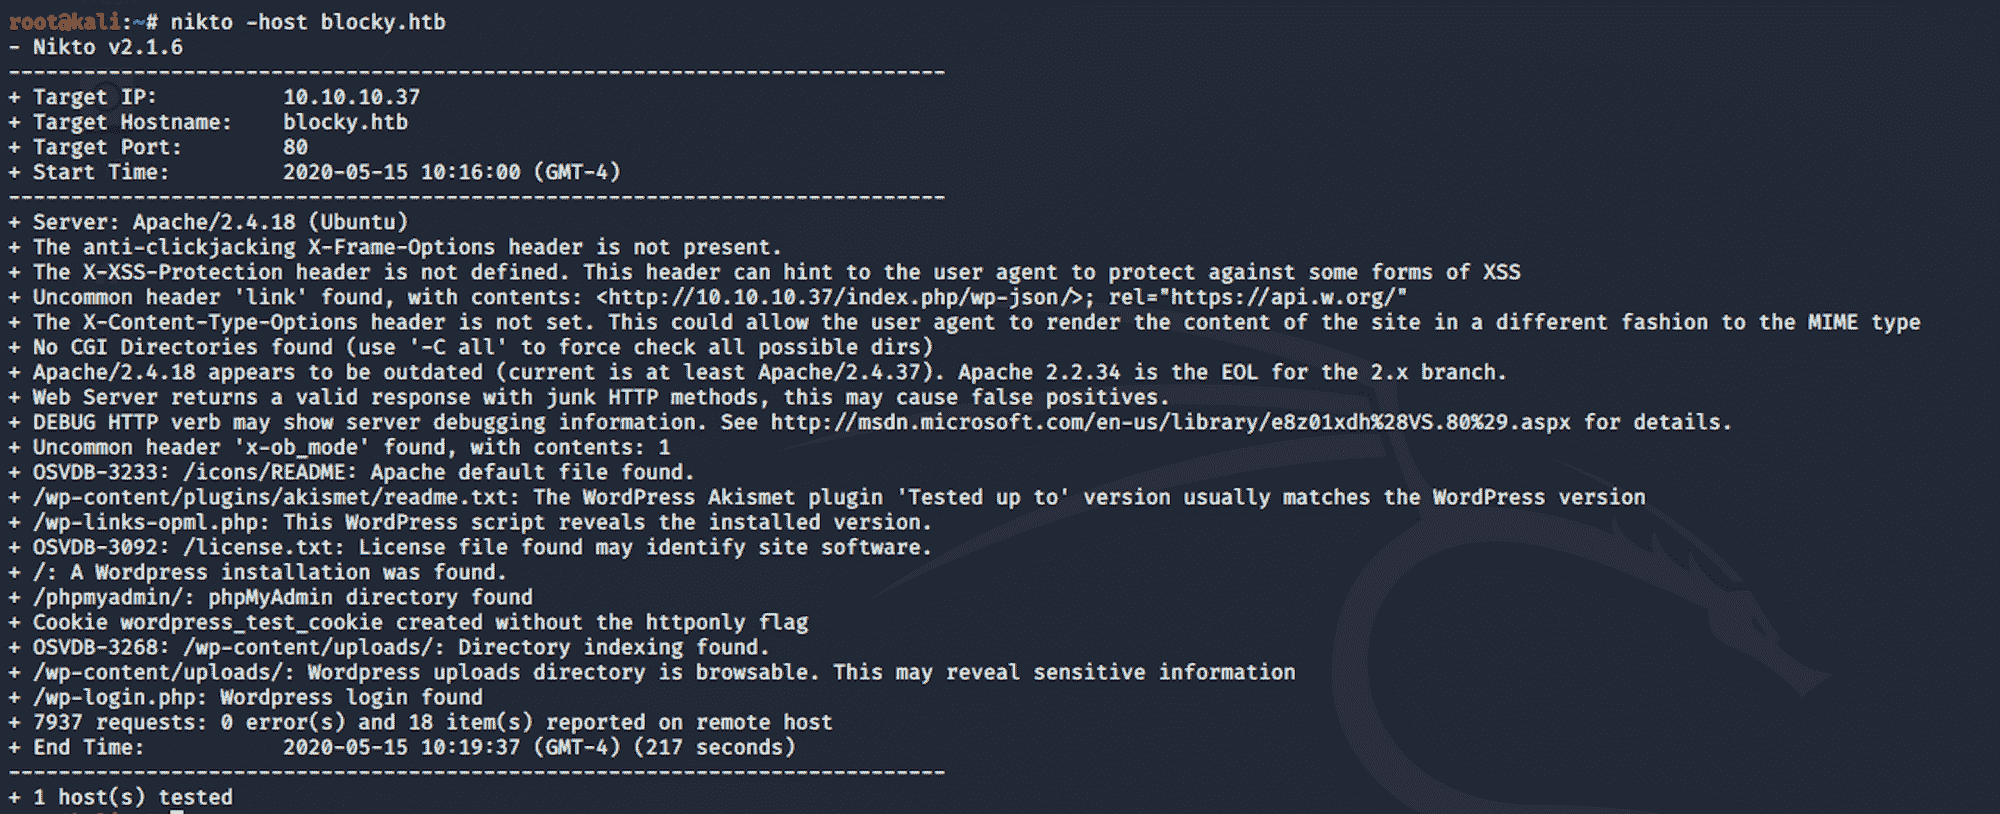 root@kali:~# nikto -host blocky.htb
- Nikto v2.1.6
---------------------------------------------------------------------------
+ Target IP:          10.10.10.37
+ Target Hostname:    blocky.htb
+ Target Port:        80
+ Start Time:         2020-05-15 10:16:00 (GMT-4)
---------------------------------------------------------------------------
+ Server: Apache/2.4.18 (Ubuntu)
+ The anti-clickjacking X-Frame-Options header is not present.
+ The X-XSS-Protection header is not defined. This header can hint to the user agent to protect against some forms of XSS
+ Uncommon header 'link' found, with contents: <http://10.10.10.37/index.php/wp-json/>; rel="https://api.w.org/"
+ The X-Content-Type-Options header is not set. This could allow the user agent to render the content of the site in a different fashion to the MIME type
+ No CGI Directories found (use '-C all' to force check all possible dirs)
+ Apache/2.4.18 appears to be outdated (current is at least Apache/2.4.37). Apache 2.2.34 is the EOL for the 2.x branch.
+ Web Server returns a valid response with junk HTTP methods, this may cause false positives.
+ DEBUG HTTP verb may show server debugging information. See http://msdn.microsoft.com/en-us/library/e8z01xdh%28VS.80%29.aspx for details.
+ Uncommon header 'x-ob_mode' found, with contents: 1
+ OSVDB-3233: /icons/README: Apache default file found.
+ /wp-content/plugins/akismet/readme.txt: The WordPress Akismet plugin 'Tested up to' version usually matches the WordPress version
+ /wp-links-opml.php: This WordPress script reveals the installed version.
+ OSVDB-3092: /license.txt: License file found may identify site software.
+ /: A Wordpress installation was found.
+ /phpmyadmin/: phpMyAdmin directory found
+ Cookie wordpress_test_cookie created without the httponly flag
+ OSVDB-3268: /wp-content/uploads/: Directory indexing found.
+ /wp-content/uploads/: Wordpress uploads directory is browsable. This may reveal sensitive information
+ /wp-login.php: Wordpress login found
+ 7937 requests: 0 error(s) and 18 item(s) reported on remote host
+ End Time:           2020-05-15 10:19:37 (GMT-4) (217 seconds)
---------------------------------------------------------------------------
+ 1 host(s) tested